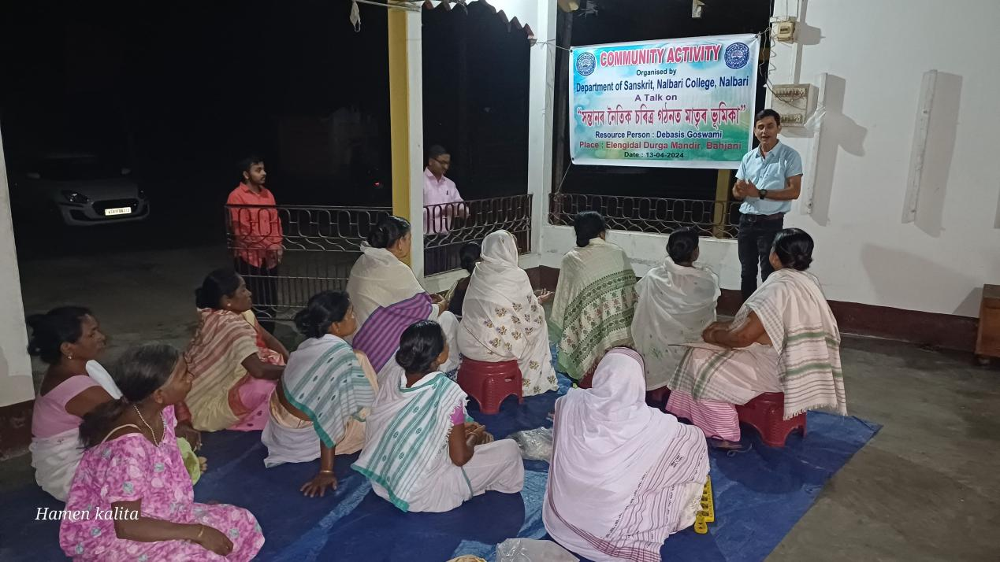 COMMUNITY ACTIVITY
Organised by
Department of Sanskrit, Nalbari College, Nalbari
A Talk on
“সন্তানৰ নৈতিক চৰিত্ৰ গঠনত মাতৃৰ ভূমিকা”
Resource Person : Debasis Goswami
Place : Elengidal Durga Mandir, Bahjani
Date : 13-04-2024
Hamen kalita